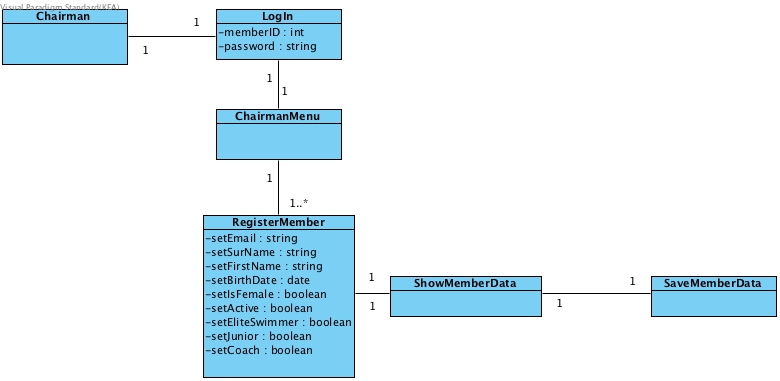 Visual Paradigm Standard(KEA)
Chairman
1
1
LogIn
-memberID : int
-password : string
1
1
ChairmanMenu
1
1..*
RegisterMember
-setEmail : string
-setSurName : string
-setFirstName : string
-setBirthDate : date
-setIsFemale : boolean
-setActive : boolean
-setEliteSwimmer : boolean
-setJunior : boolean
-setCoach : boolean
1
1
ShowMemberData
1
1
SaveMemberData